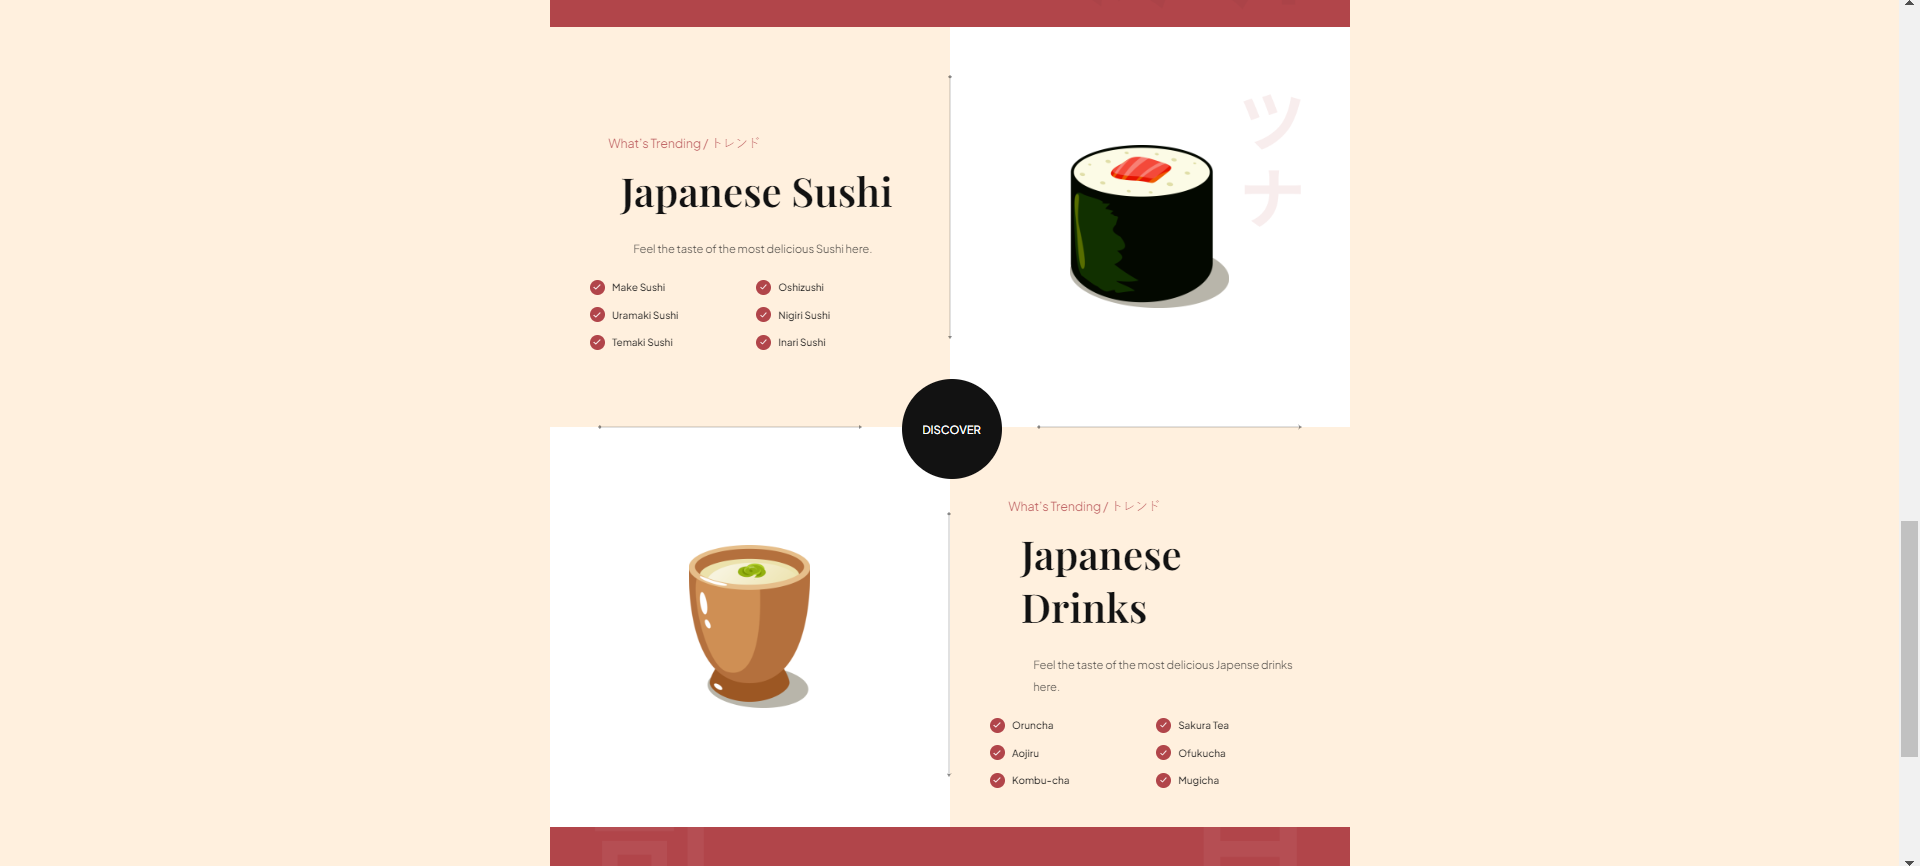 What's Trending / トレンド
Japanese Sushi
Feel the taste of the most delicious Sushi here.
Make Sushi
Oshizushi
Uramaki Sushi
Nigiri Sushi
Temaki Sushi
Inari Sushi
ツナ
DISCOVER
What's Trending / トレンド
Japanese
Drinks
Feel the taste of the most delicious Japense drinks
here.
Oruncha
Sakura Tea
Aojiru
Ofukucha
Kombu-cha
Mugicha